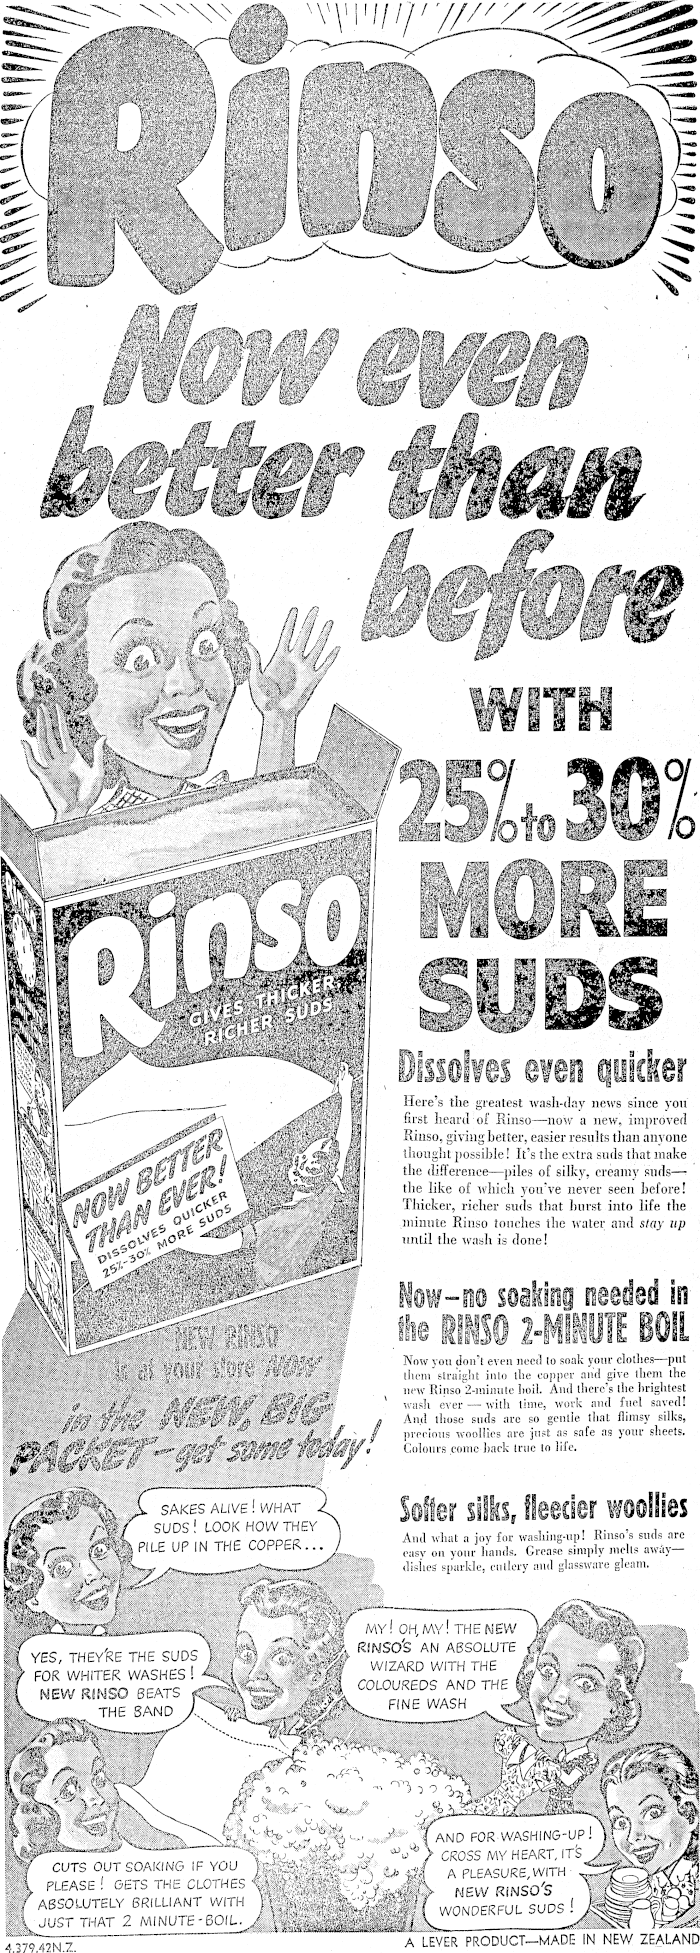 Rinso
Now even
better than
before
WITH
25% to 30%
MORE
SUDS
Rinso
GIVES THICKER,
RICHER SUDS
NOW BETTER
THAN EVER!
DISSOLVES QUICKER
25%-30% MORE SUDS
Dissolves even quicker
Here's the greatest wash-day news since you
first heard of Rinso—now a new, improved
Rinso, giving better, easier results than anyone
thought possible! It's the extra suds that make
the difference—piles of silky, creamy suds—
the like of which you've never seen before!
Thicker, richer suds that burst into life the
minute Rinso touches the water and stay up
until the wash is done!
Now—no soaking needed in
the RINSO 2-MINUTE BOIL
Now you don't even need to soak your clothes—put
them straight into the copper and give them the
new Rinso 2-minute boil. And there's the brightest
wash ever — with time, work and fuel saved!
And those suds are so gentle that flimsy silks,
precious woollies are just as safe as your sheets.
Colours come back true to life.
Softer silks, fleecier woollies
And what a joy for washing-up! Rinso's suds are
easy on your hands. Grease simply melts away—
dishes sparkle, cutlery and glassware gleam.
NEW RINSO
is at your store NOW
in the NEW, BIG
PACKET—get some today!
SAKES ALIVE! WHAT
SUDS! LOOK HOW THEY
PILE UP IN THE COPPER...
YES, THEY'RE THE SUDS
FOR WHITER WASHES!
NEW RINSO BEATS
THE BAND
MY! OH, MY! THE NEW
RINSO'S AN ABSOLUTE
WIZARD WITH THE
COLOUREDS AND THE
FINE WASH
CUTS OUT SOAKING IF YOU
PLEASE! GETS THE CLOTHES
ABSOLUTELY BRILLIANT WITH
JUST THAT 2 MINUTE-BOIL.
AND FOR WASHING-UP!
CROSS MY HEART, IT'S
A PLEASURE, WITH
NEW RINSO'S
WONDERFUL SUDS!
4.379.42N.Z.
A LEVER PRODUCT—MADE IN NEW ZEALAND